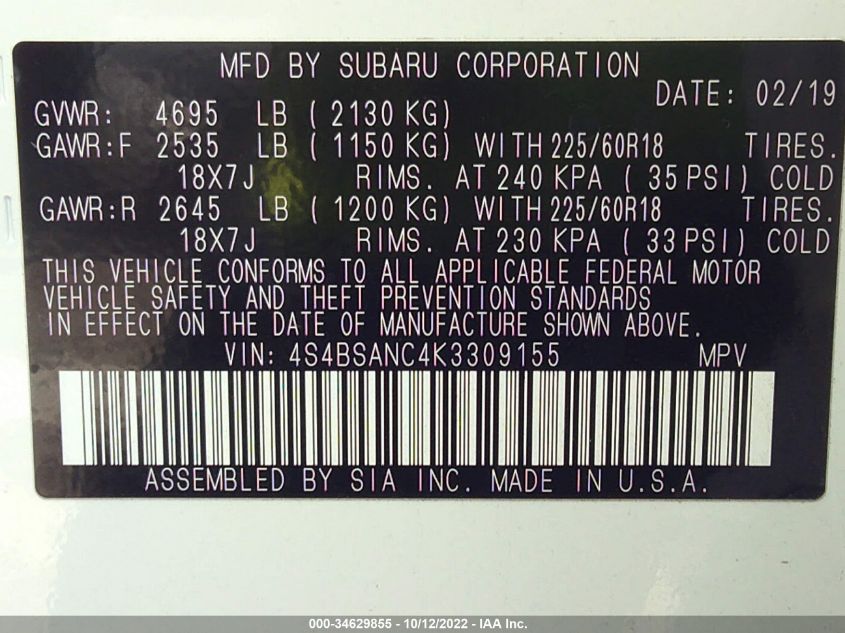 MFD BY SUBARU CORPORATION
DATE: 02/19
GVWR: 4695 LB ( 2130 KG)
GAWR:F 2535 LB ( 1150 KG) WITH 225/60R18 TIRES.
18X7J RIMS. AT 240 KPA ( 35 PSI) COLD
GAWR:R 2645 LB ( 1200 KG) WITH 225/60R18 TIRES.
18X7J RIMS. AT 230 KPA ( 33 PSI) COLD
THIS VEHICLE CONFORMS TO ALL APPLICABLE FEDERAL MOTOR
VEHICLE SAFETY AND THEFT PREVENTION STANDARDS
IN EFFECT ON THE DATE OF MANUFACTURE SHOWN ABOVE.
VIN: 4S4BSANC4K3309155 MPV
ASSEMBLED BY SIA INC. MADE IN U.S.A.
000-34629855 - 10/12/2022 - IAA Inc.